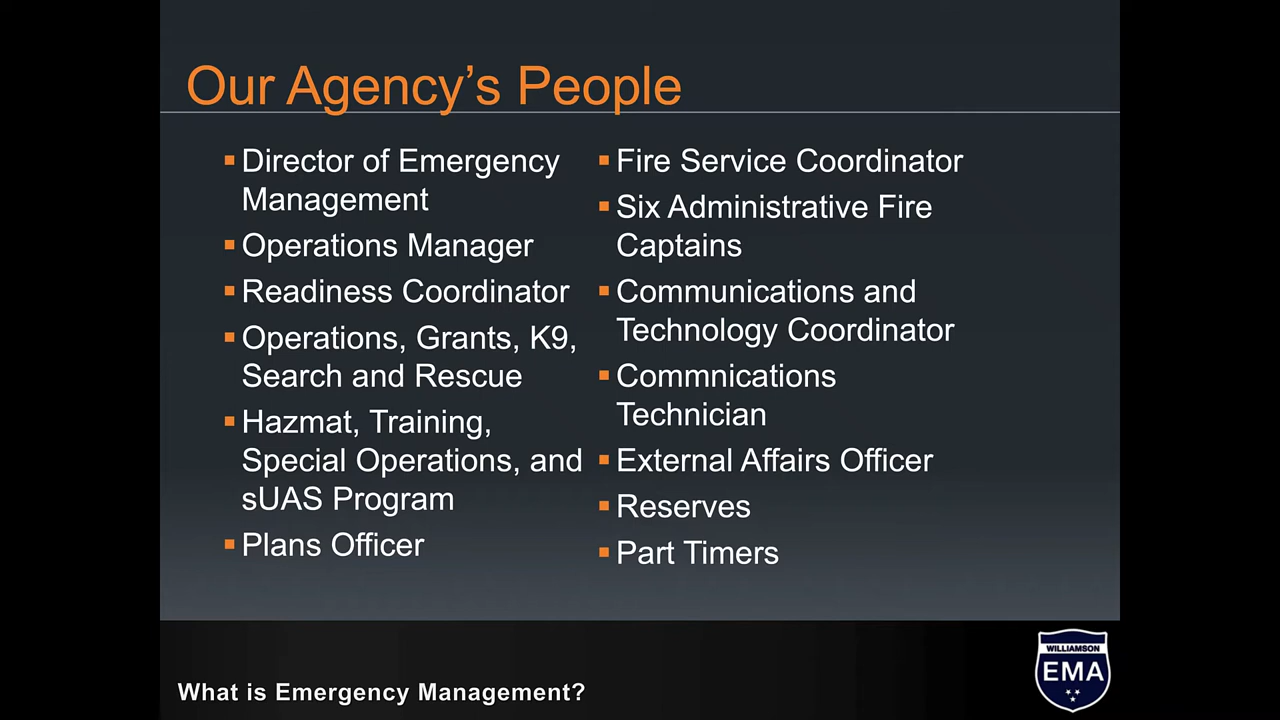 Our Agency’s People
Director of Emergency
Management
Operations Manager
Readiness Coordinator
Operations, Grants, K9,
Search and Rescue
Hazmat, Training,
Special Operations, and
sUAS Program
Plans Officer
Fire Service Coordinator
Six Administrative Fire
Captains
Communications and
Technology Coordinator
Commnications
Technician
External Affairs Officer
Reserves
Part Timers
What is Emergency Management?
WILLIAMSON
EMA